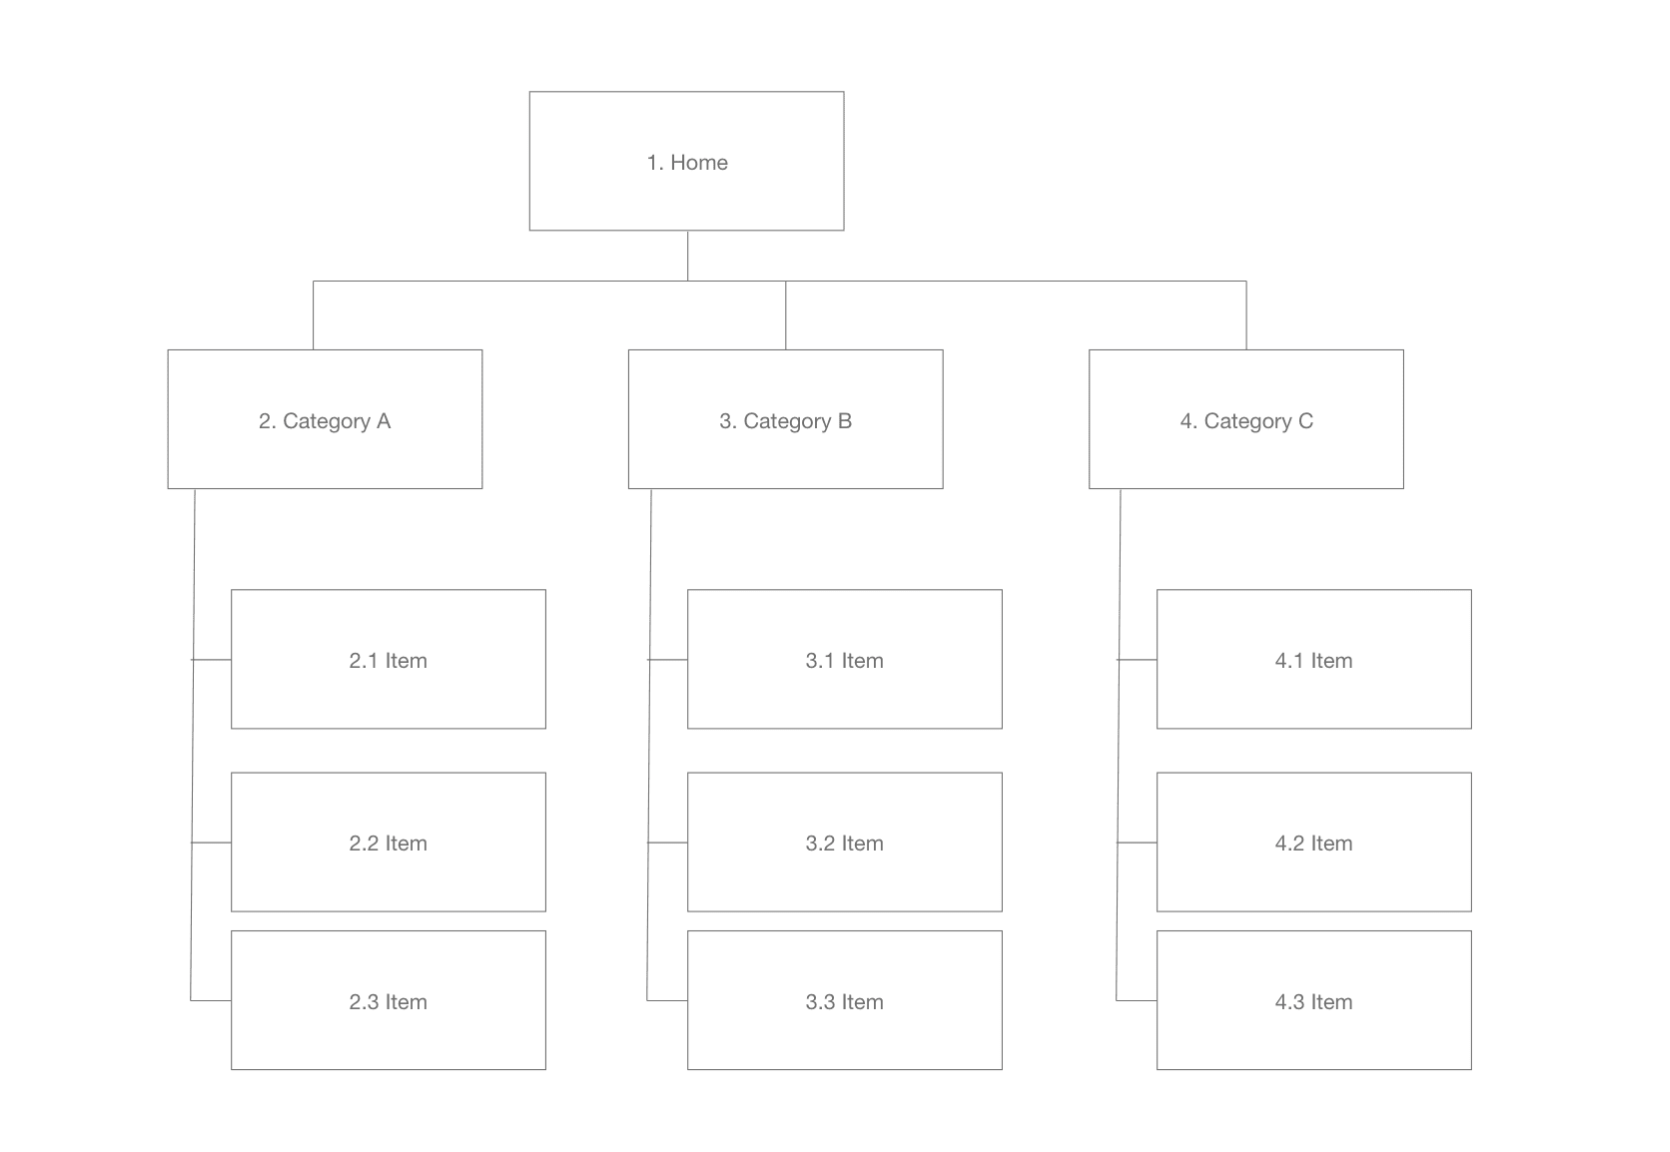 1. Home
2. Category A
3. Category B
4. Category C
2.1 Item
3.1 Item
4.1 Item
2.2 Item
3.2 Item
4.2 Item
2.3 Item
3.3 Item
4.3 Item